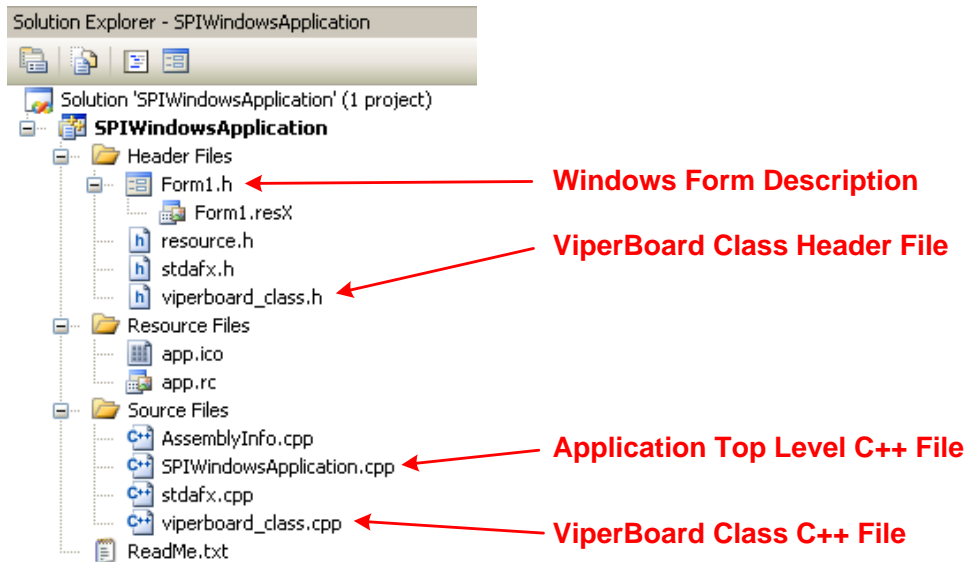 Solution Explorer - SPIWindowsApplication
Solution 'SPIWindowsApplication' (1 project)
SPIWindowsApplication
Header Files
Form1.h
Windows Form Description
Form1.resX
resource.h
ViperBoard Class Header File
stdafx.h
viperboard_class.h
Resource Files
app.ico
app.rc
Source Files
AssemblyInfo.cpp
Application Top Level C++ File
SPIWindowsApplication.cpp
stdafx.cpp
viperboard_class.cpp
ViperBoard Class C++ File
ReadMe.txt